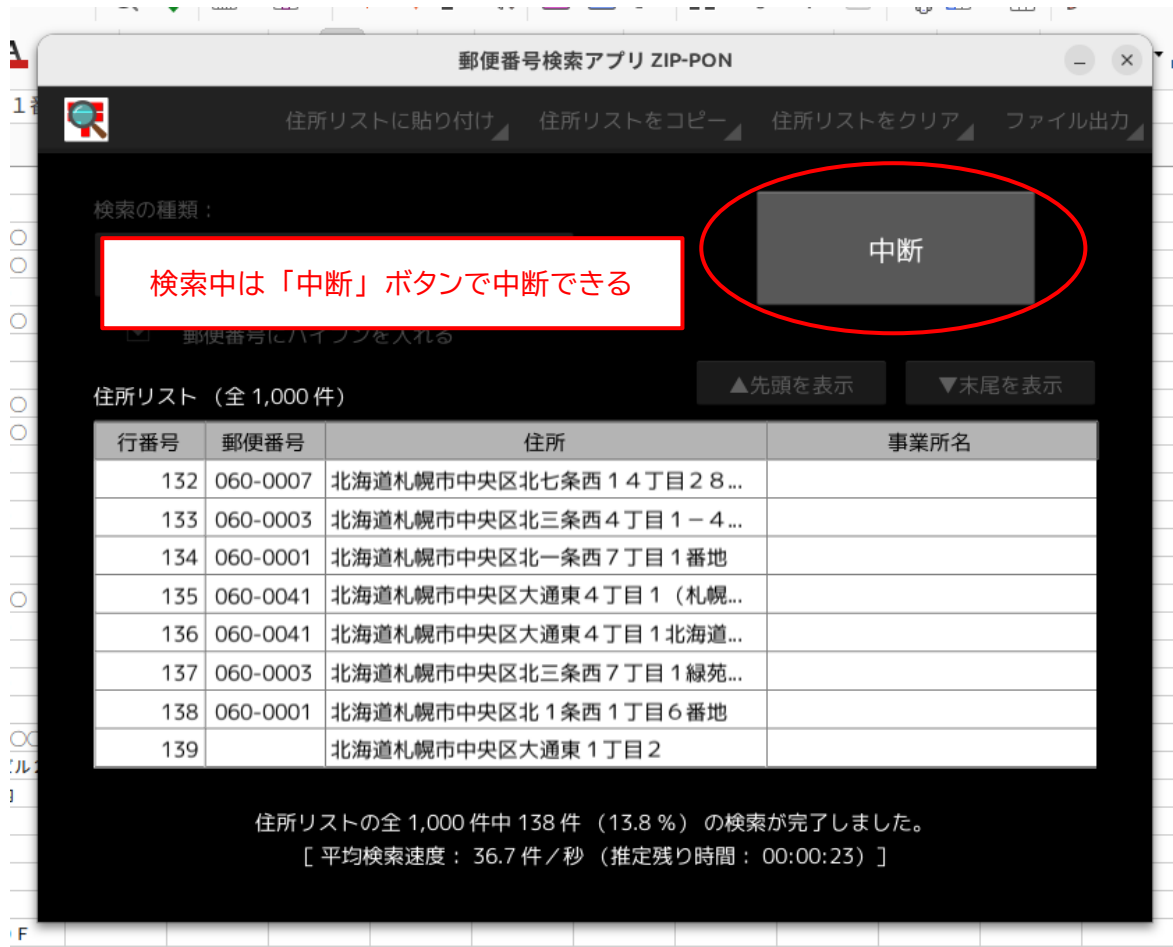 郵便番号検索アプリ ZIP-PON
住所リストに貼り付け 住所リストをコピー 住所リストをクリア ファイル出力
検索の種類：
中断
検索中は「中断」ボタンで中断できる
郵便番号にハイフンを入れる
▲先頭を表示 ▼末尾を表示
住所リスト （全 1,000 件）
行番号 郵便番号 住所 事業所名
132 060-0007 北海道札幌市中央区北七条西１４丁目２８...
133 060-0003 北海道札幌市中央区北三条西４丁目１－４...
134 060-0001 北海道札幌市中央区北一条西７丁目１番地
135 060-0041 北海道札幌市中央区大通東４丁目１（札幌...
136 060-0041 北海道札幌市中央区大通東４丁目１北海道...
137 060-0003 北海道札幌市中央区北三条西７丁目１緑苑...
138 060-0001 北海道札幌市中央区北１条西１丁目６番地
139 北海道札幌市中央区大通東１丁目２
住所リストの全 1,000 件中 138 件 （13.8 %） の検索が完了しました。
[ 平均検索速度： 36.7 件／秒 （推定残り時間： 00:00:23） ]